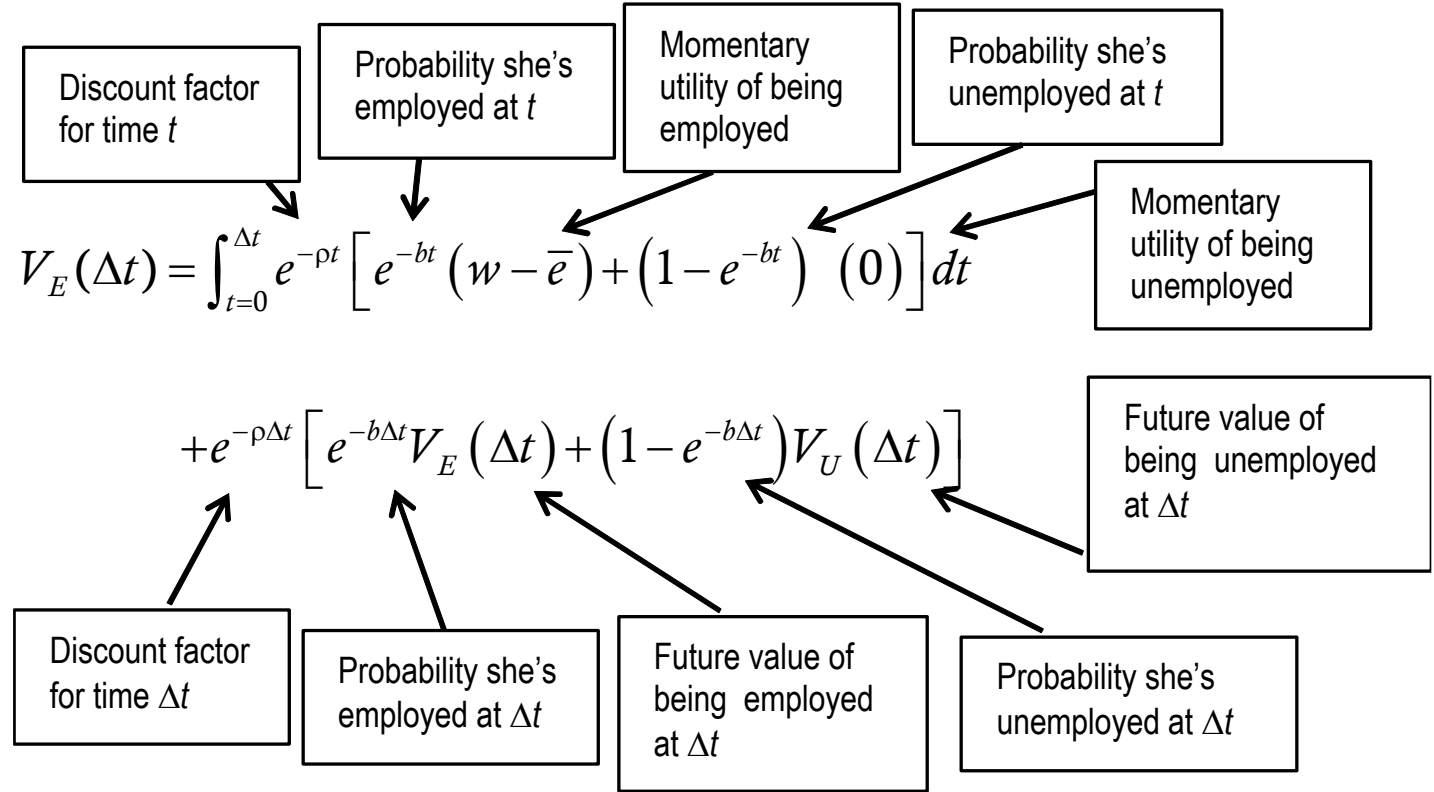 Discount factor
for time t
Probability she's
employed at t
Momentary
utility of being
employed
Probability she's
unemployed at t
Momentary
utility of being
unemployed
V_E(Δt) = ∫_{t=0}^{Δt} e^{−ρt} [e^{−bt} (w − e̅) + (1 − e^{−bt}) (0)] dt
+e^{−ρΔt} [e^{−bΔt} V_E (Δt) + (1 − e^{−bΔt}) V_U (Δt)]
Future value of
being unemployed
at Δt
Discount factor
for time Δt
Probability she's
employed at Δt
Future value of
being employed
at Δt
Probability she's
unemployed at Δt